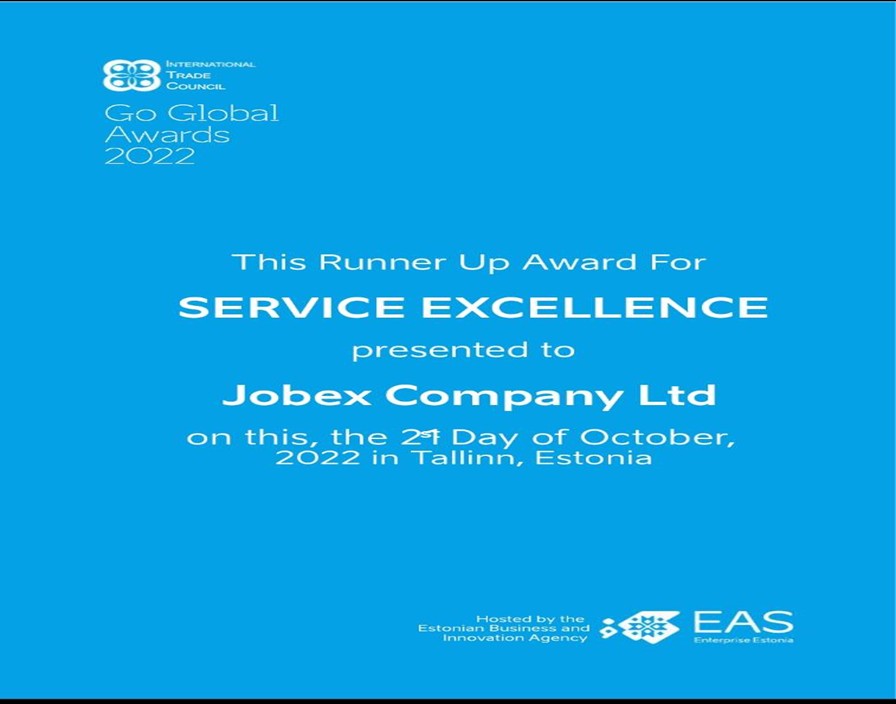 INTERNATIONAL
TRADE
COUNCIL
Go Global
Awards
2022
This Runner Up Award For
SERVICE EXCELLENCE
presented to
Jobex Company Ltd
on this, the 21st Day of October,
2022 in Tallinn, Estonia
Hosted by the
Estonian Business and
Innovation Agency
EAS
Enterprise Estonia